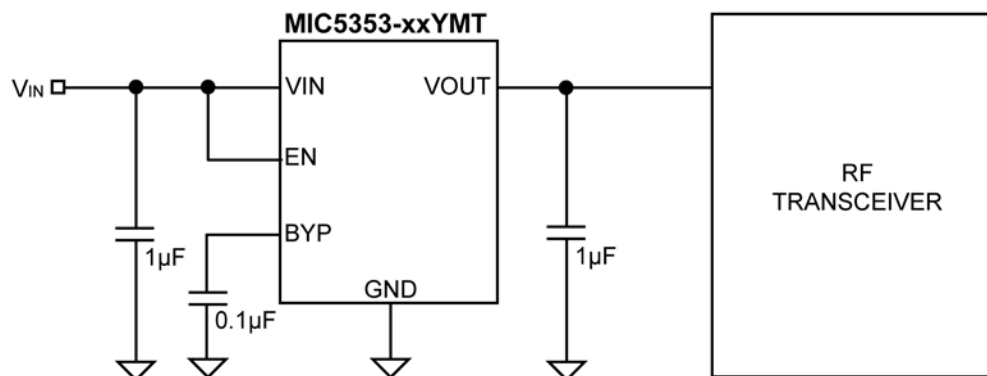 MIC5353-xxYMT
VIN
VIN
VOUT
EN
RF
TRANSCEIVER
BYP
1µF
1µF
GND
0.1µF